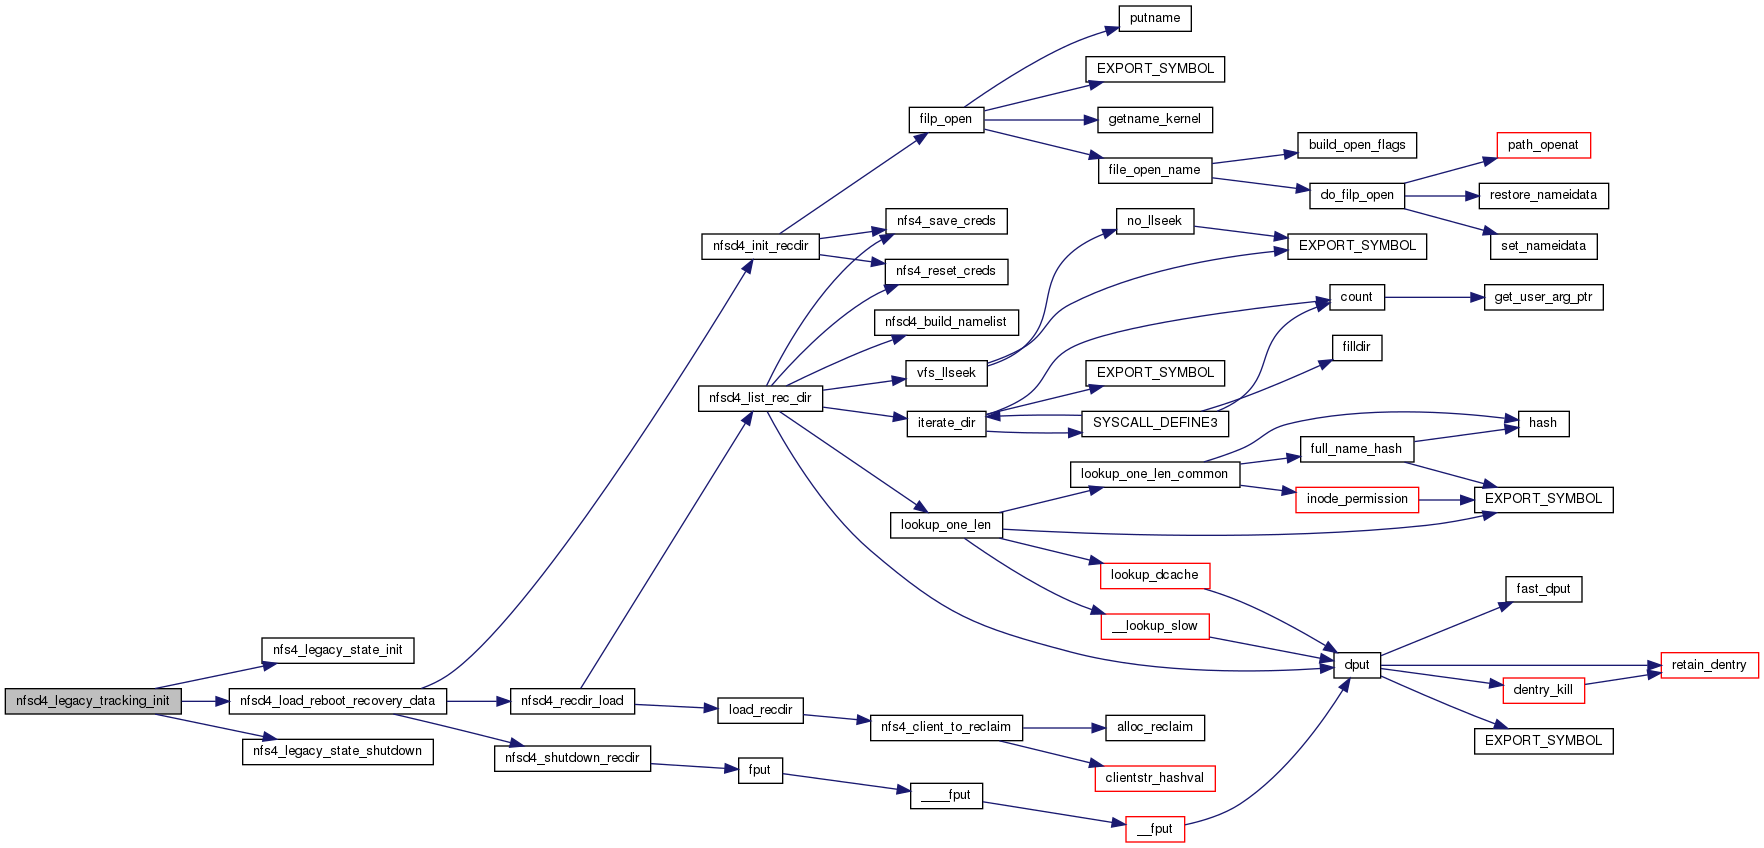 putname
EXPORT_SYMBOL
filp_open
getname_kernel
build_open_flags
path_openat
file_open_name
do_filp_open
restore_nameidata
nfs4_save_creds
no_llseek
nfsd4_init_recdir
EXPORT_SYMBOL
set_nameidata
nfs4_reset_creds
count
get_user_arg_ptr
nfsd4_build_namelist
filldir
vfs_llseek
EXPORT_SYMBOL
nfsd4_list_rec_dir
iterate_dir
SYSCALL_DEFINE3
hash
full_name_hash
lookup_one_len_common
inode_permission
EXPORT_SYMBOL
lookup_one_len
lookup_dcache
fast_dput
__lookup_slow
nfs4_legacy_state_init
dput
retain_dentry
dentry_kill
nfsd4_legacy_tracking_init
nfsd4_load_reboot_recovery_data
nfsd4_recdir_load
load_recdir
nfs4_client_to_reclaim
alloc_reclaim
EXPORT_SYMBOL
nfs4_legacy_state_shutdown
nfsd4_shutdown_recdir
fput
clientstr_hashval
____fput
__fput